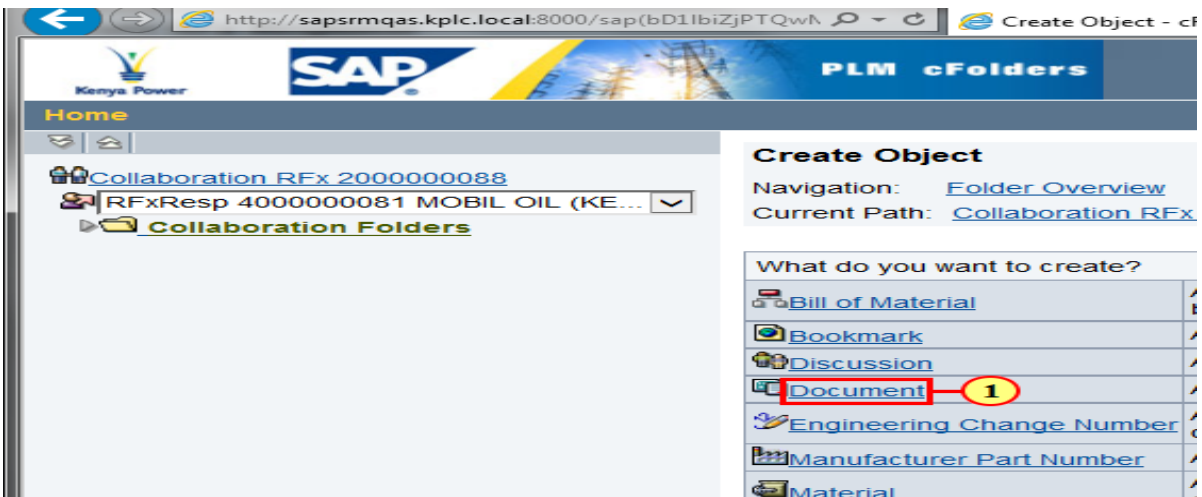 http://sapsrmqas.kplc.local:8000/sap(bD1lbiZjPTQwN
Create Object - cF
Kenya Power
SAP
PLM cFolders
Home
Collaboration RFx 2000000088
RFxResp 4000000081 MOBIL OIL (KE...
Collaboration Folders
Create Object
Navigation: Folder Overview
Current Path: Collaboration RFx
What do you want to create?
Bill of Material
Bookmark
Discussion
Document 1
Engineering Change Number
Manufacturer Part Number
Material